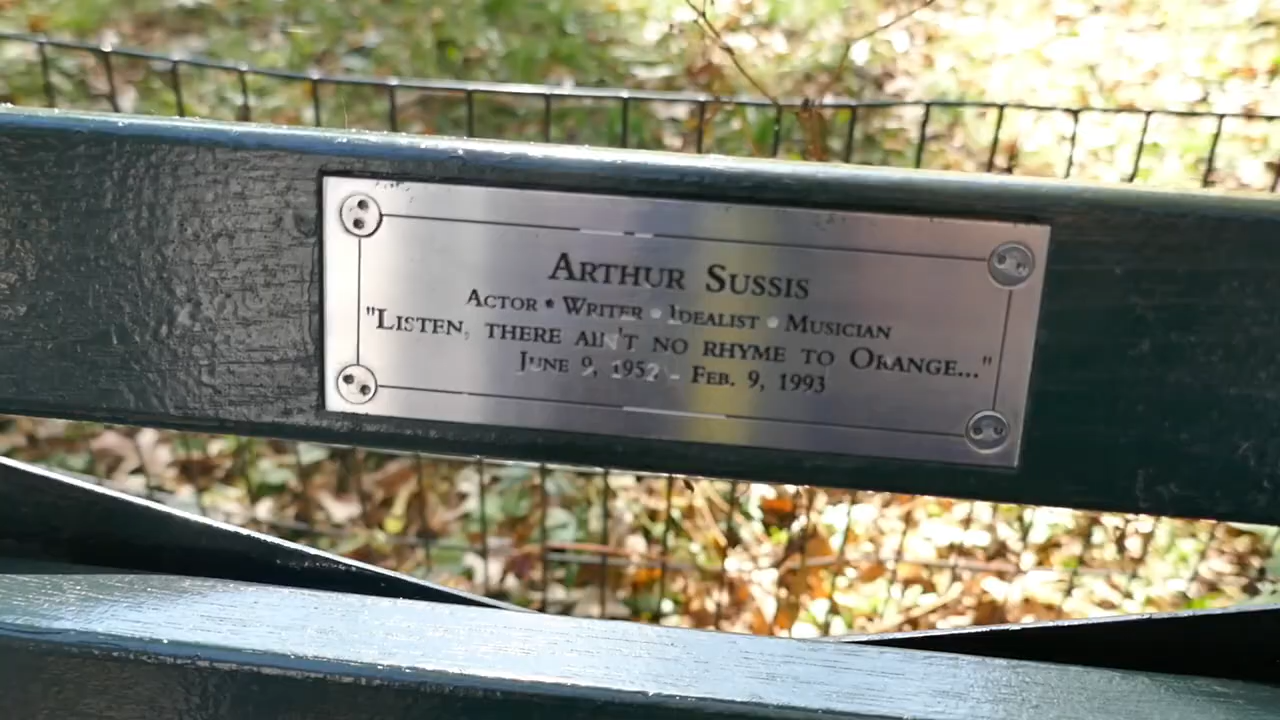 Arthur Sussis
Actor • Writer • Idealist • Musician
"Listen, there ain't no rhyme to Orange..."
June 9, 1952 - Feb. 9, 1993